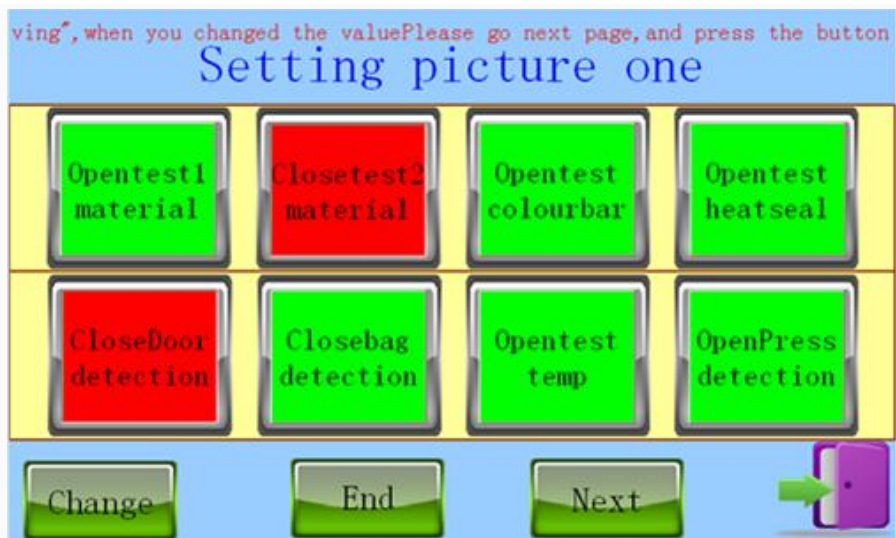 ving",when you changed the valuePlease go next page,and press the button
Setting picture one
Opentest1
material
Closetest2
material
Opentest
colourbar
Opentest
heatseal
CloseDoor
detection
Closebag
detection
Opentest
temp
OpenPress
detection
Change
End
Next